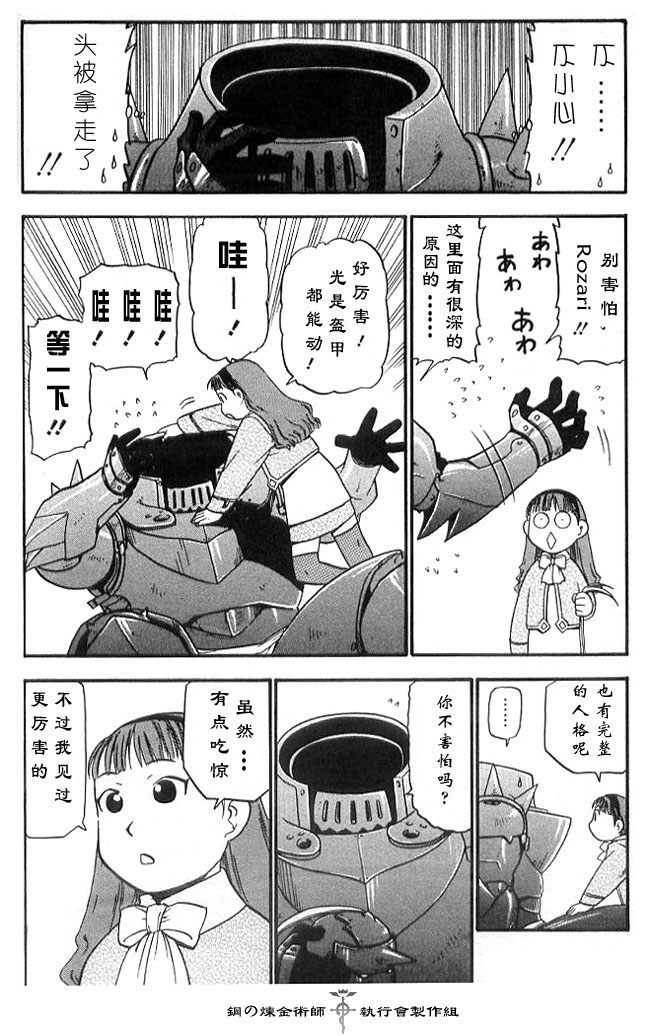 不……
不小心!!
头被拿走了
!!
别害怕、
Rozari!!
あわ
あわ
あわ
这里面有很深的
原因的……
好厉害!
光是盔甲
都能动!
哇—!
哇!
哇!
哇!
等一下!!
也有完整
的人格呢
……
你不害怕吗?
虽然…
有点吃惊
不过我见过
更厉害的
鋼の煉金術師 執行會製作組